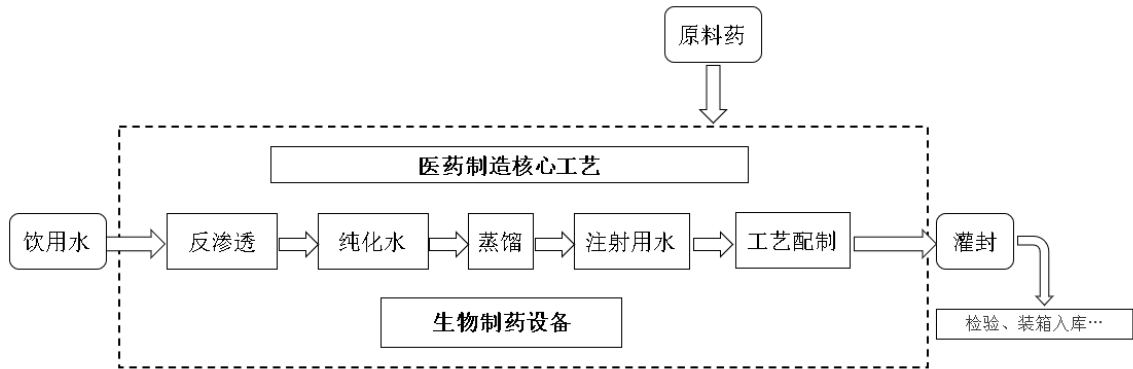 原料药
医药制造核心工艺
饮用水
反渗透
纯化水
蒸馏
注射用水
工艺配制
灌封
生物制药设备
检验、装箱入库…